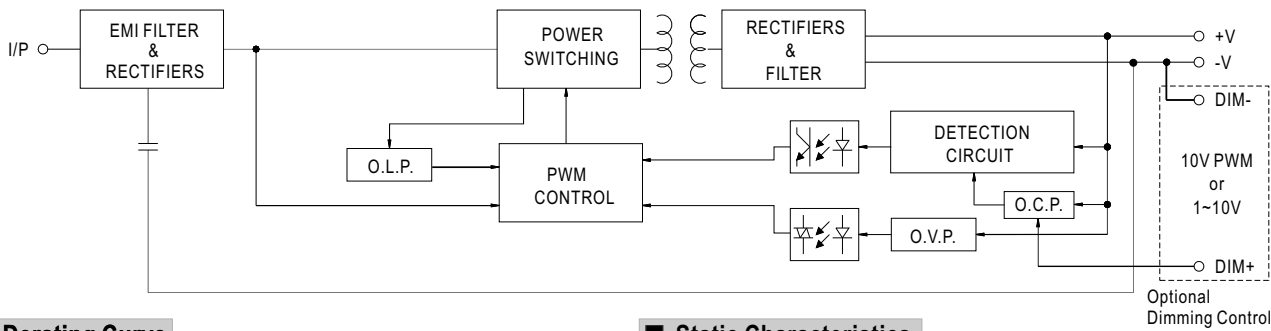 I/P
EMI FILTER
&
RECTIFIERS
POWER
SWITCHING
RECTIFIERS
&
FILTER
+V
-V
DIM-
O.L.P.
PWM
CONTROL
DETECTION
CIRCUIT
10V PWM
or
1~10V
O.C.P.
O.V.P.
DIM+
Optional
Dimming Control
Derating Curve
■ Static Characteristics